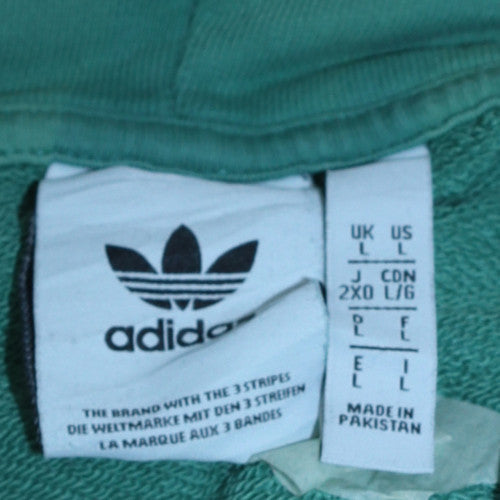 adidas
THE BRAND WITH THE 3 STRIPES
DIE WELTMARKE MIT DEN 3 STREIFEN
LA MARQUE AUX 3 BANDES
UK US
L L
J CDN
2XO L/G
D F
L L
E I
L L
MADE IN
PAKISTAN